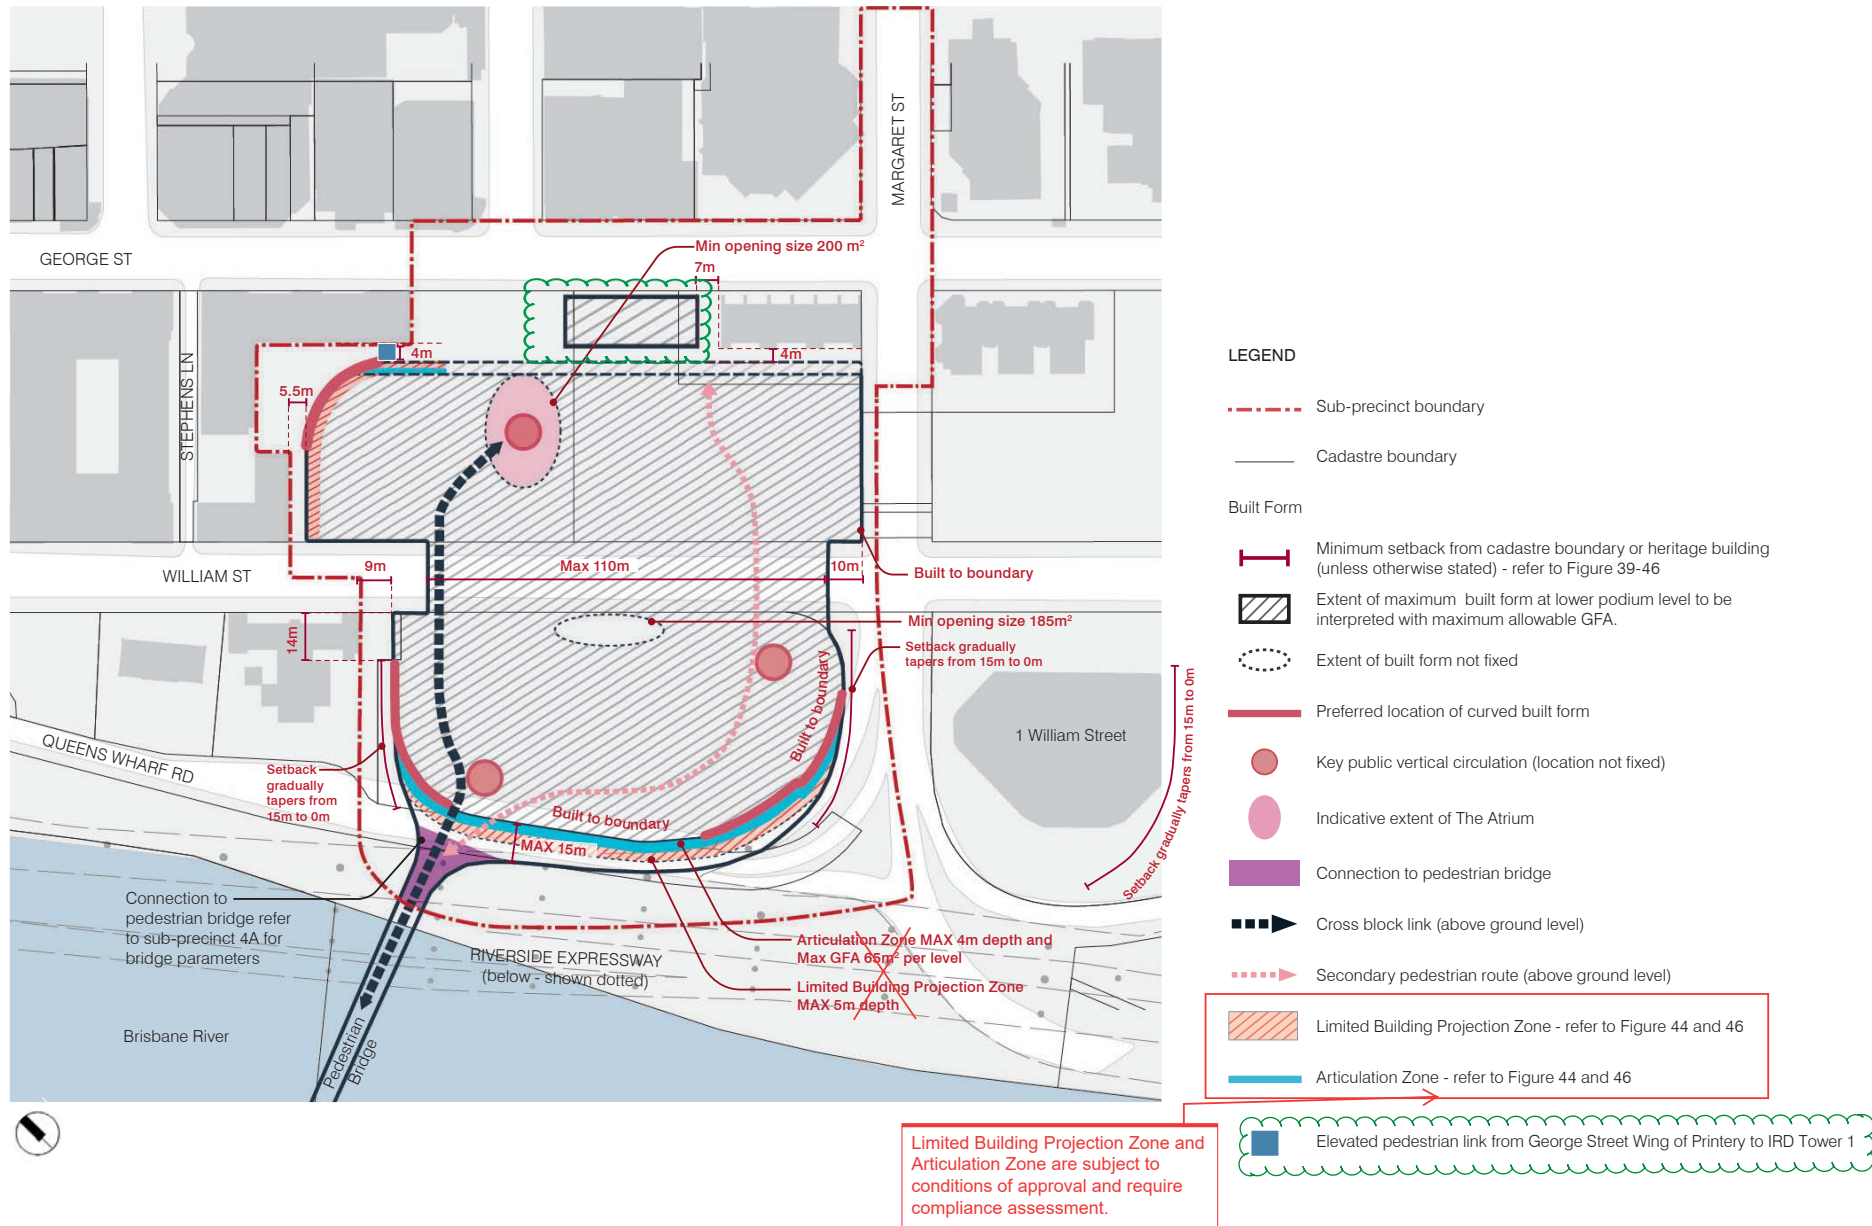 MARGARET ST
GEORGE ST
Min opening size 200 m²
7m
4m
4m
STEPHENS LN
5.5m
WILLIAM ST
9m
Max 110m
10m
Built to boundary
14m
Min opening size 185m²
Setback gradually
tapers from 15m to 0m
Built to boundary
1 William Street
Setback gradually tapers from 15m to 0m
QUEENS WHARF RD
Setback
gradually
tapers from
15m to 0m
Built to boundary
MAX 15m
Connection to
pedestrian bridge refer
to sub-precinct 4A for
bridge parameters
RIVERSIDE EXPRESSWAY
(below - shown dotted)
Articulation Zone MAX 4m depth and
Max GFA 65m² per level
Limited Building Projection Zone
MAX 5m depth
Brisbane River
Pedestrian
Bridge
LEGEND
Sub-precinct boundary
Cadastre boundary
Built Form
Minimum setback from cadastre boundary or heritage building
(unless otherwise stated) - refer to Figure 39-46
Extent of maximum built form at lower podium level to be
interpreted with maximum allowable GFA.
Extent of built form not fixed
Preferred location of curved built form
Key public vertical circulation (location not fixed)
Indicative extent of The Atrium
Connection to pedestrian bridge
Cross block link (above ground level)
Secondary pedestrian route (above ground level)
Limited Building Projection Zone - refer to Figure 44 and 46
Articulation Zone - refer to Figure 44 and 46
Elevated pedestrian link from George Street Wing of Printery to IRD Tower 1
Limited Building Projection Zone and
Articulation Zone are subject to
conditions of approval and require
compliance assessment.